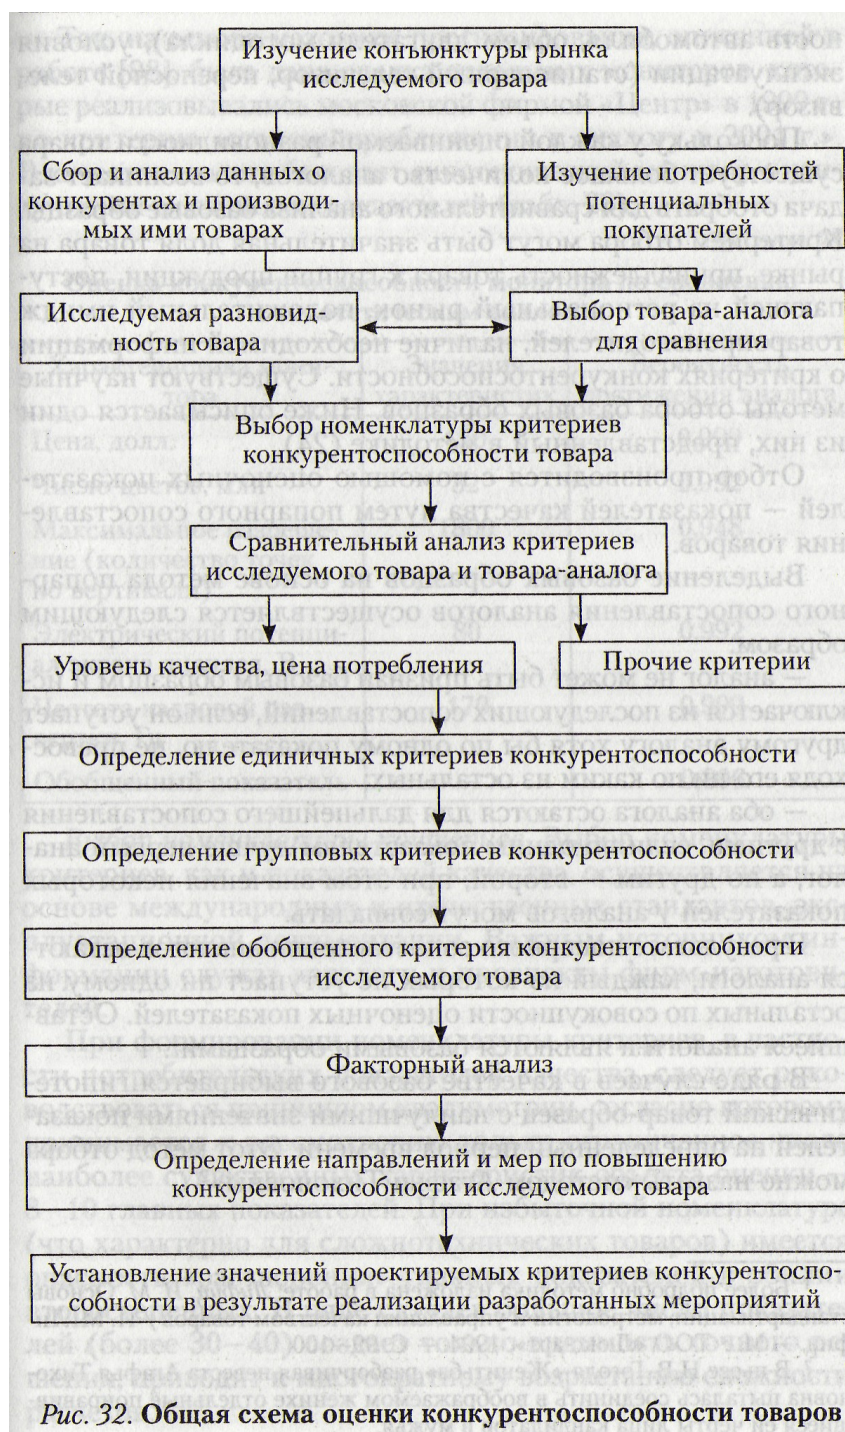 Изучение конъюнктуры рынка
исследуемого товара
Сбор и анализ данных о
конкурентах и производи-
мых ими товарах
Изучение потребностей
потенциальных
покупателей
Исследуемая разновид-
ность товара
Выбор товара-аналога
для сравнения
Выбор номенклатуры критериев
конкурентоспособности товара
Сравнительный анализ критериев
исследуемого товара и товара-аналога
Уровень качества, цена потребления
Прочие критерии
Определение единичных критериев конкурентоспособности
Определение групповых критериев конкурентоспособности
Определение обобщенного критерия конкурентоспособности
исследуемого товара
Факторный анализ
Определение направлений и мер по повышению
конкурентоспособности исследуемого товара
Установление значений проектируемых критериев конкурентоспо-
собности в результате реализации разработанных мероприятий
Рис. 32. Общая схема оценки конкурентоспособности товаров